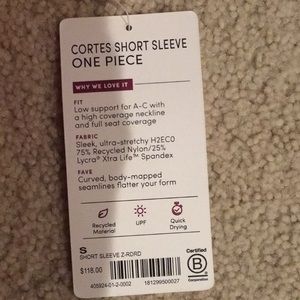 CORTES SHORT SLEEVE
ONE PIECE
WHY WE LOVE IT
FIT
Low support for A-C with
a high coverage neckline
and full seat coverage
FABRIC
Sleek, ultra-stretchy H2ECO
75% Recycled Nylon/25%
Lycra® Xtra Life™ Spandex
FAVE
Curved, body-mapped
seamlines flatter your form
Recycled
Material
UPF
Quick
Drying
S
SHORT SLEEVE Z-RDRD
$118.00
405924-01-2-0002
181299500027
Certified
B
Corporation